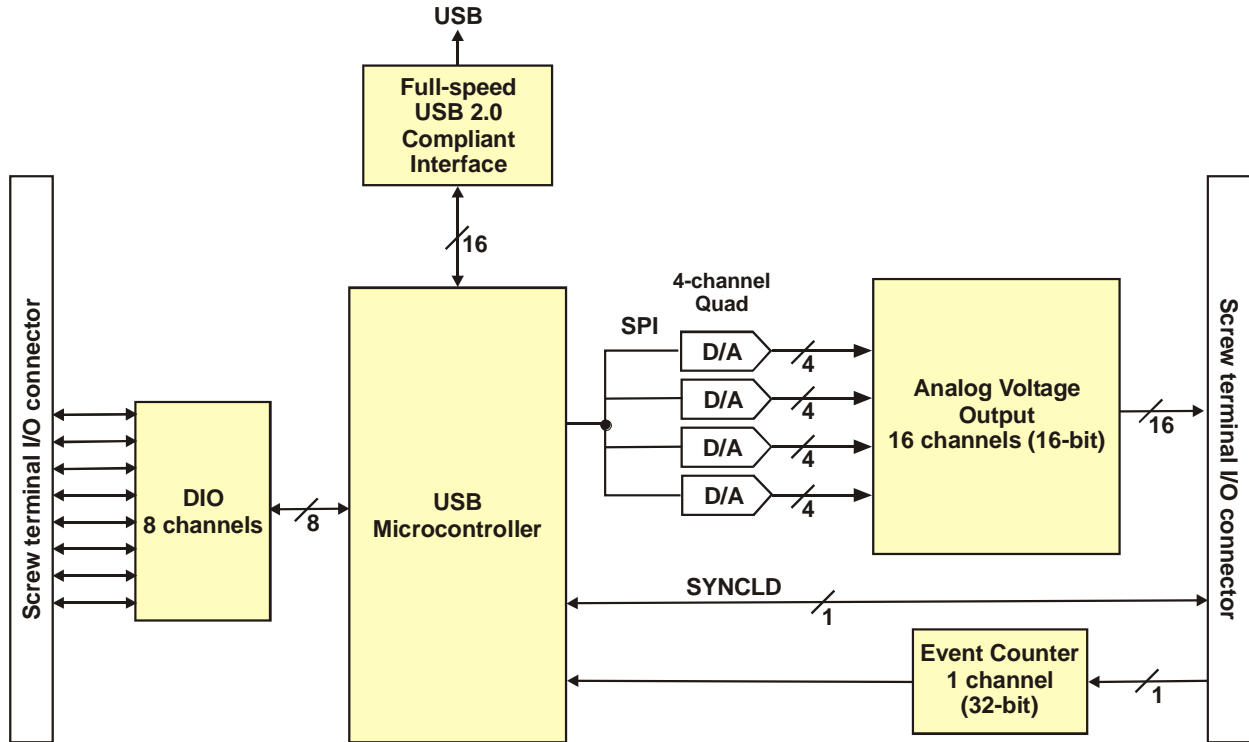 USB
Full-speed
USB 2.0
Compliant
Interface
16
4-channel
Quad
SPI
D/A
4
D/A
4
D/A
4
D/A
4
Analog Voltage
Output
16 channels (16-bit)
16
Screw terminal I/O connector
Screw terminal I/O connector
DIO
8 channels
8
USB
Microcontroller
SYNCLD
1
Event Counter
1 channel
(32-bit)
1